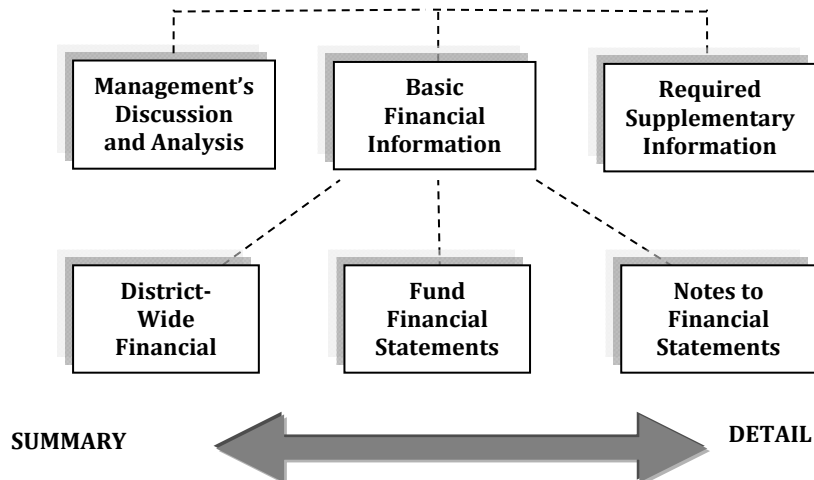 Management’s
Discussion
and Analysis
Basic
Financial
Information
Required
Supplementary
Information
District-
Wide
Financial
Fund
Financial
Statements
Notes to
Financial
Statements
SUMMARY
DETAIL